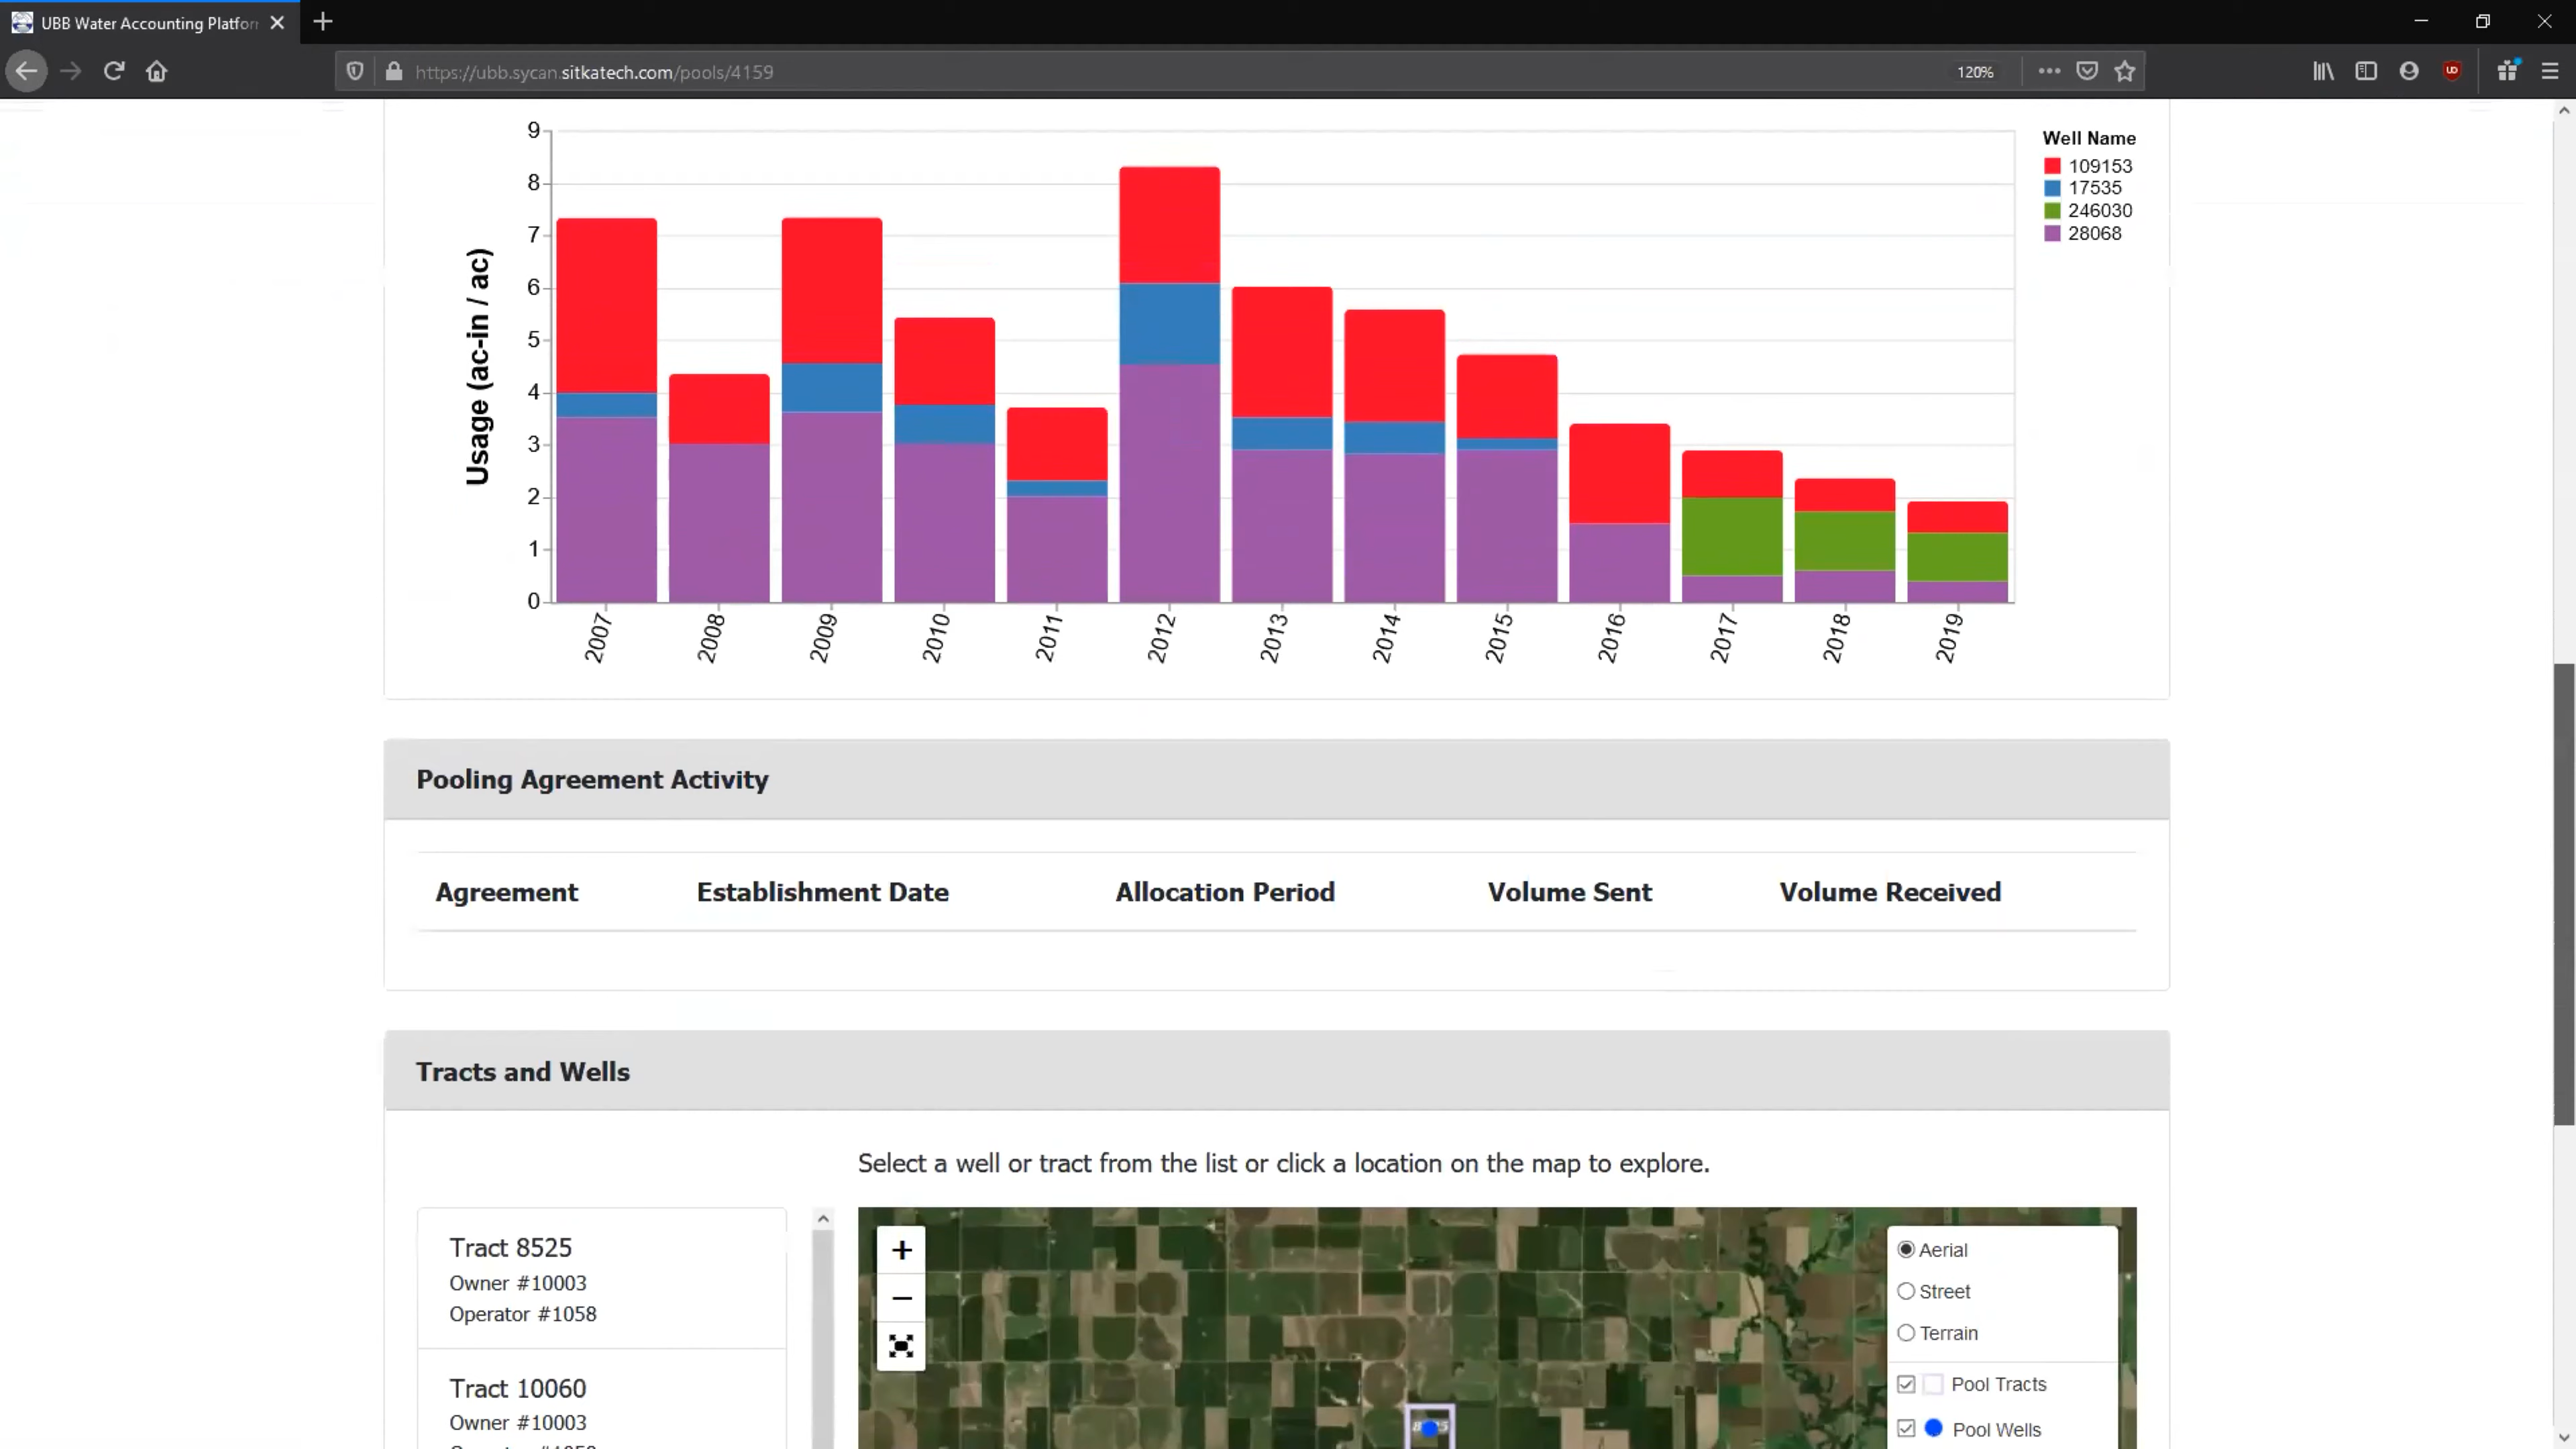 UBB Water Accounting Platfor
https://ubb.sycan.sitkatech.com/pools/4159
120%
Usage (ac-in / ac)
9
8
7
6
5
4
3
2
1
0
2007 2008 2009 2010 2011 2012 2013 2014 2015 2016 2017 2018 2019
Well Name
109153
17535
246030
28068
Pooling Agreement Activity
Agreement Establishment Date Allocation Period Volume Sent Volume Received
Tracts and Wells
Select a well or tract from the list or click a location on the map to explore.
Tract 8525
Owner #10003
Operator #1058
Tract 10060
Owner #10003
+
−
Aerial
Street
Terrain
Pool Tracts
Pool Wells